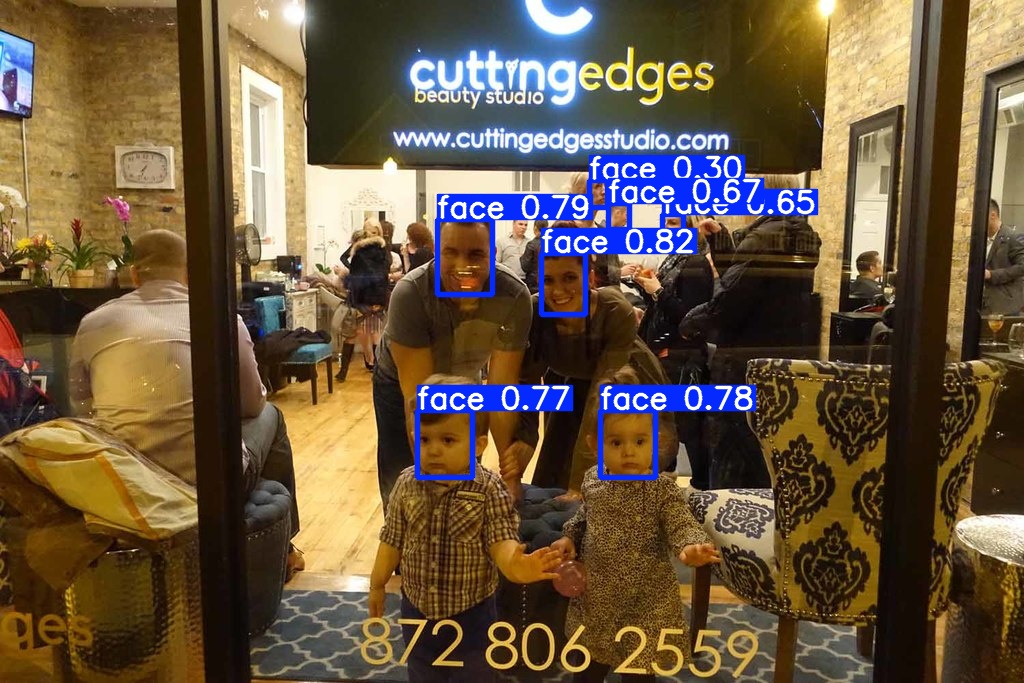 cuttingedges
beauty studio
www.cuttingedgesstudio.com
face 0.30
face 0.67
face 0.65
face 0.79
face 0.82
face 0.77
face 0.78
ges
872 806 2559